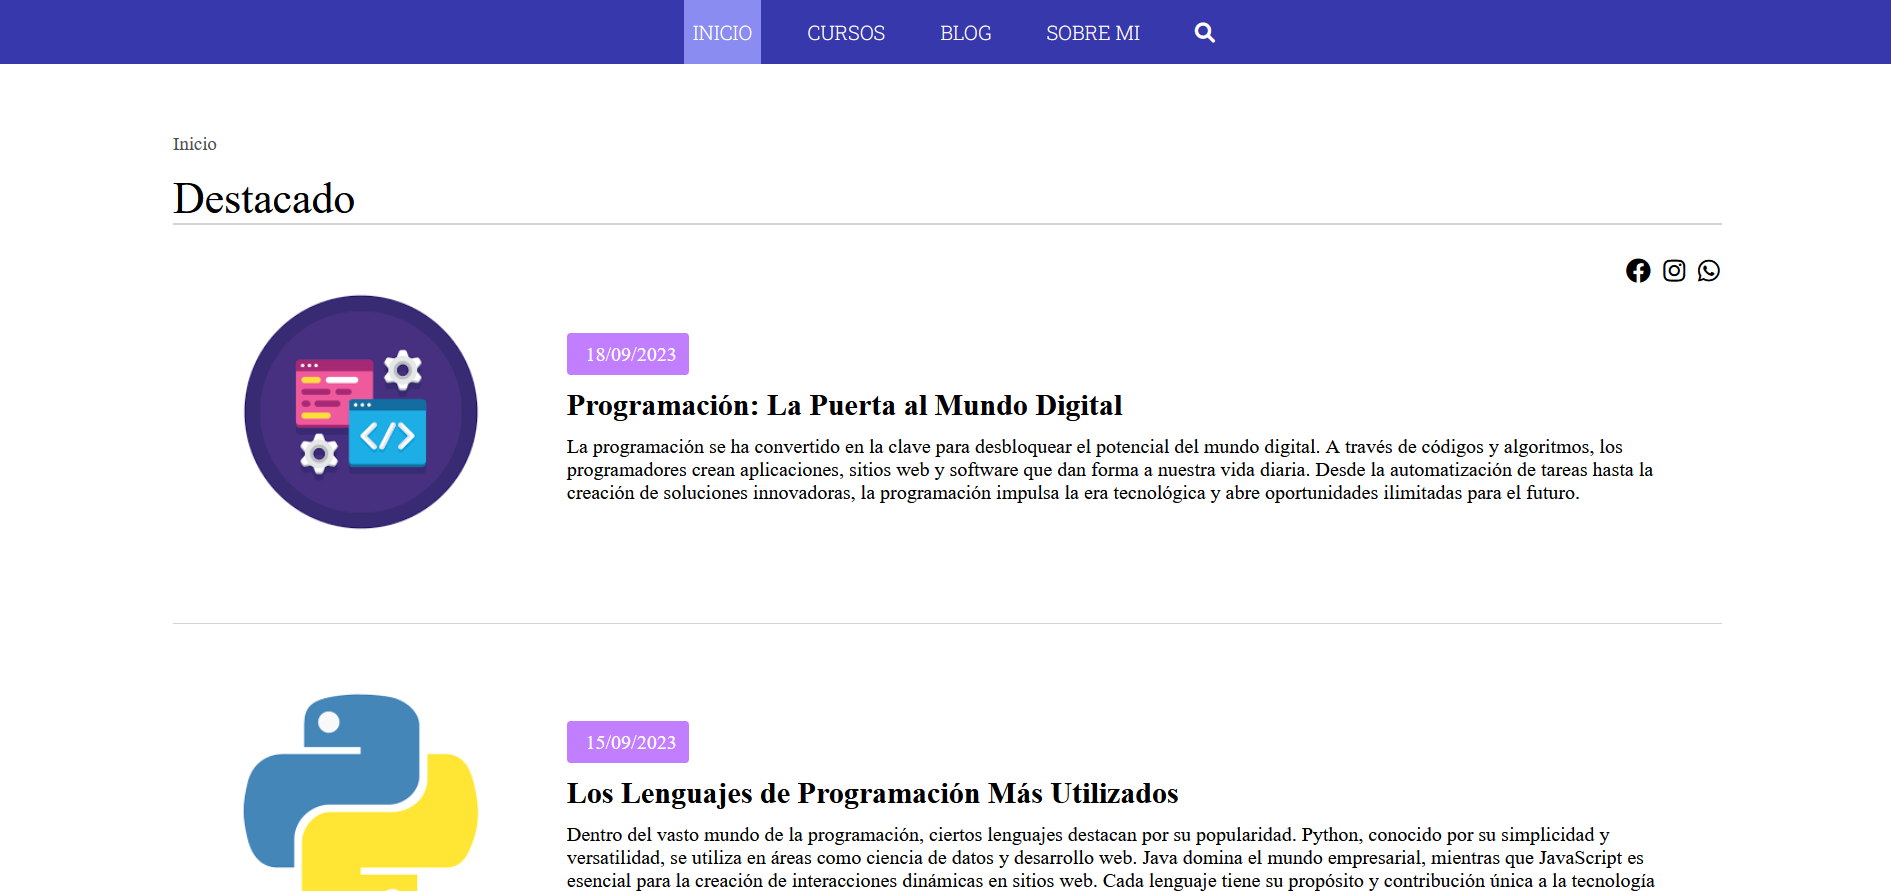 INICIO CURSOS BLOG SOBRE MI
Inicio
Destacado
18/09/2023
Programación: La Puerta al Mundo Digital
La programación se ha convertido en la clave para desbloquear el potencial del mundo digital. A través de códigos y algoritmos, los
programadores crean aplicaciones, sitios web y software que dan forma a nuestra vida diaria. Desde la automatización de tareas hasta la
creación de soluciones innovadoras, la programación impulsa la era tecnológica y abre oportunidades ilimitadas para el futuro.
</>
15/09/2023
Los Lenguajes de Programación Más Utilizados
Dentro del vasto mundo de la programación, ciertos lenguajes destacan por su popularidad. Python, conocido por su simplicidad y
versatilidad, se utiliza en áreas como ciencia de datos y desarrollo web. Java domina el mundo empresarial, mientras que JavaScript es
esencial para la creación de interacciones dinámicas en sitios web. Cada lenguaje tiene su propósito y contribución única a la tecnología